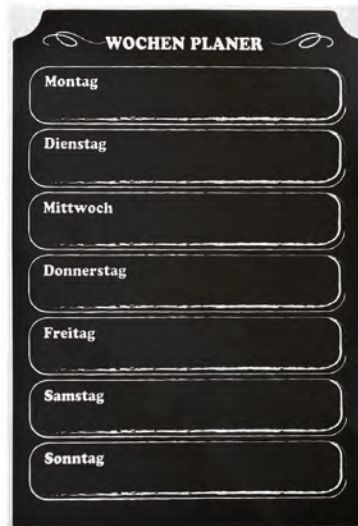 WOCHEN PLANER
Montag
Dienstag
Mittwoch
Donnerstag
Freitag
Samstag
Sonntag